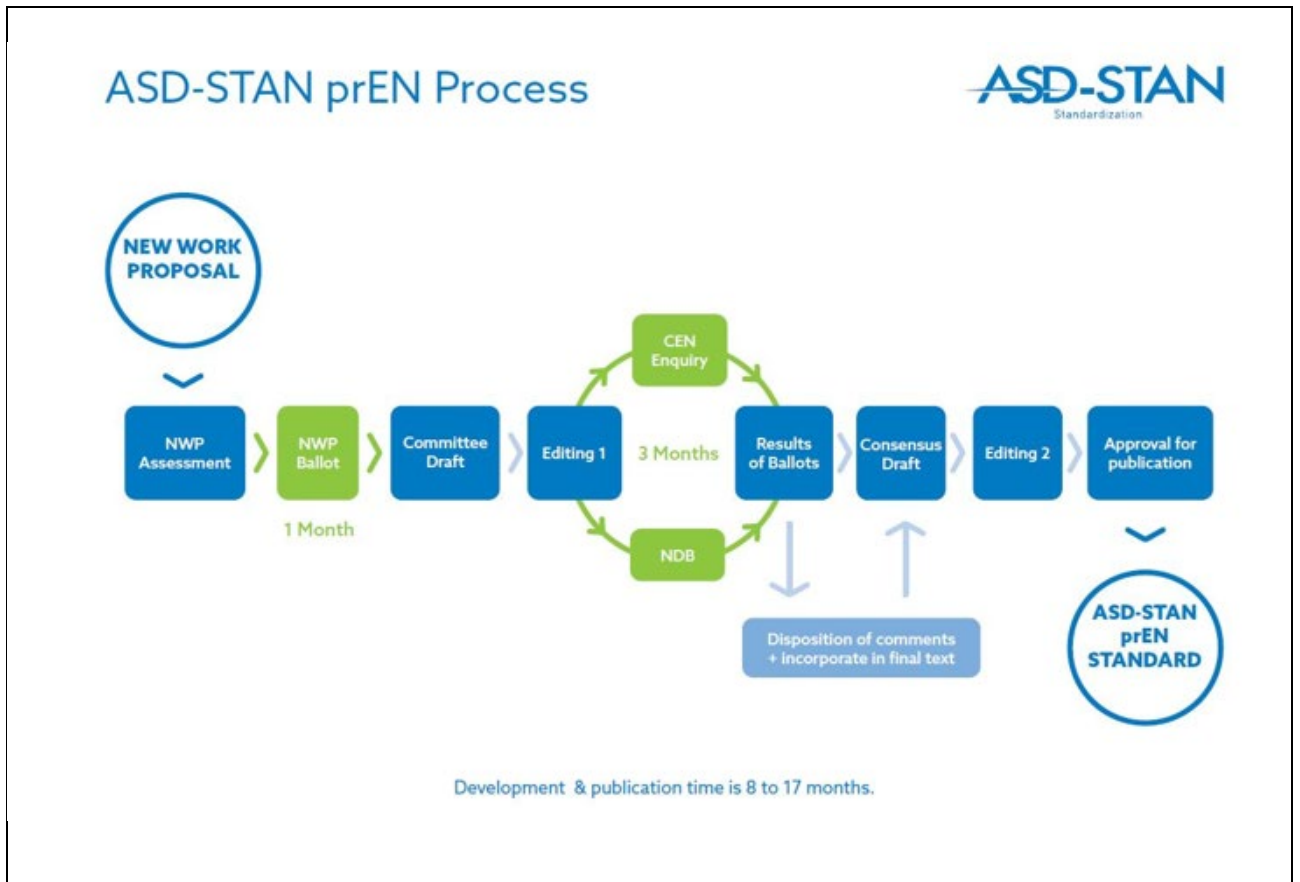 ASD-STAN prEN Process
ASD-STAN
Standardization
NEW WORK
PROPOSAL
NWP
Assessment
NWP
Ballot
1 Month
Committee
Draft
Editing 1
CEN
Enquiry
3 Months
NDB
Results
of Ballots
Disposition of comments
+ incorporate in final text
Consensus
Draft
Editing 2
Approval for
publication
ASD-STAN
prEN
STANDARD
Development & publication time is 8 to 17 months.